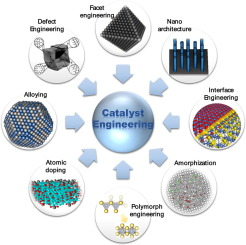 Facet
engineering
Defect
Engineering
Nano
architecture
Alloying
Catalyst
Engineering
Interface
Engineering
Atomic
doping
Amorphization
Polymorph
engineering